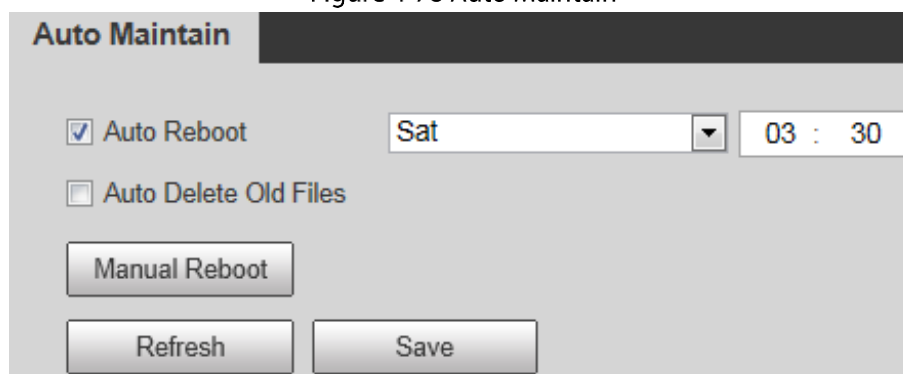 Auto Maintain
Auto Reboot Sat 03 : 30
Auto Delete Old Files
Manual Reboot
Refresh Save